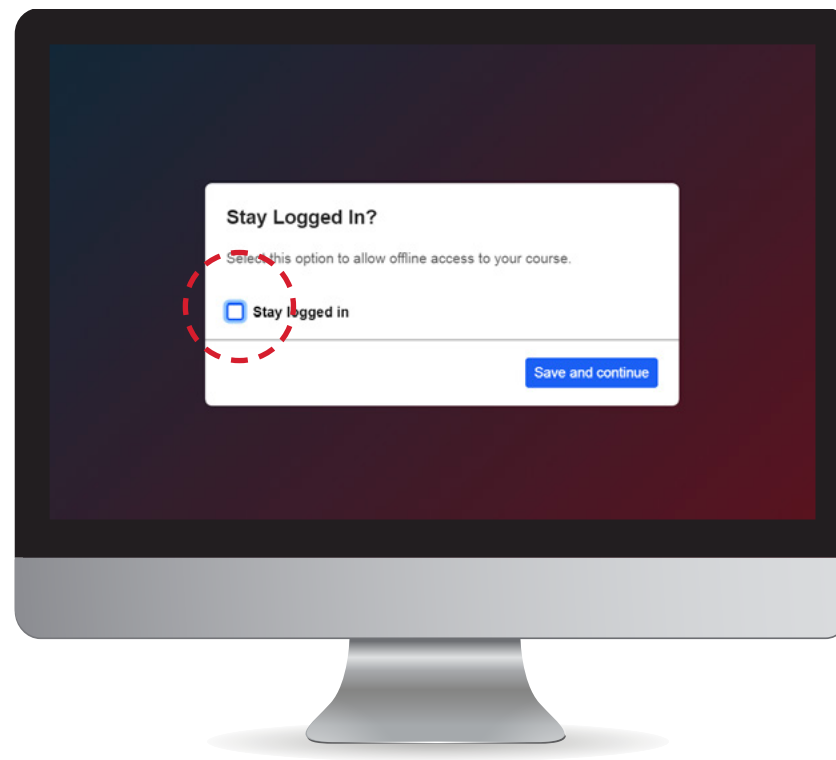 Stay Logged In?
Select this option to allow offline access to your course.
Stay logged in
Save and continue